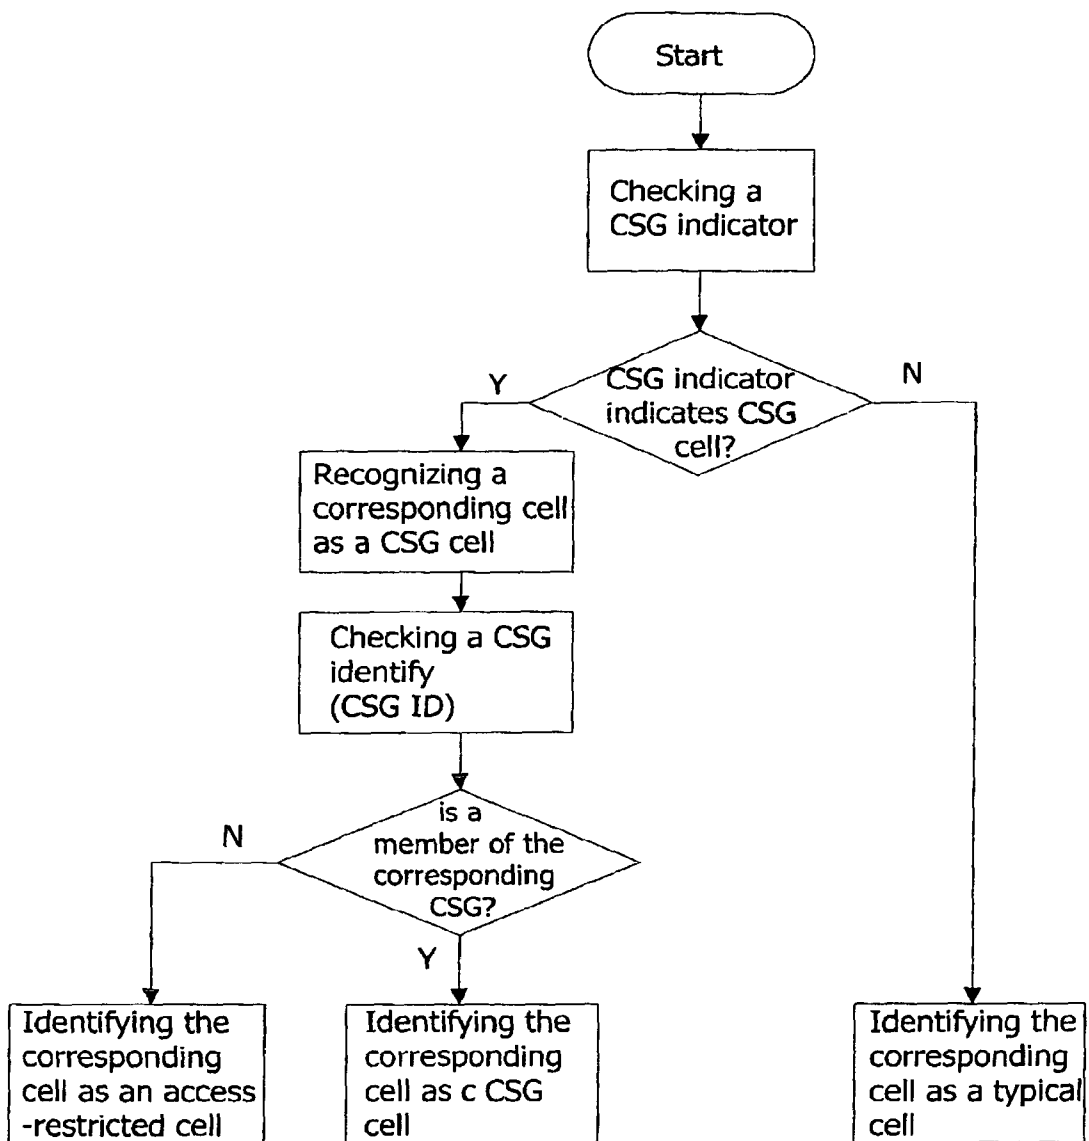 Start
Checking a
CSG indicator
CSG indicator
indicates CSG
cell?
Y
N
Recognizing a
corresponding cell
as a CSG cell
Checking a CSG
identify
(CSG ID)
is a
member of the
corresponding
CSG?
N
Y
Identifying the
corresponding
cell as an access
-restricted cell
Identifying the
corresponding
cell as c CSG
cell
Identifying the
corresponding
cell as a typical
cell